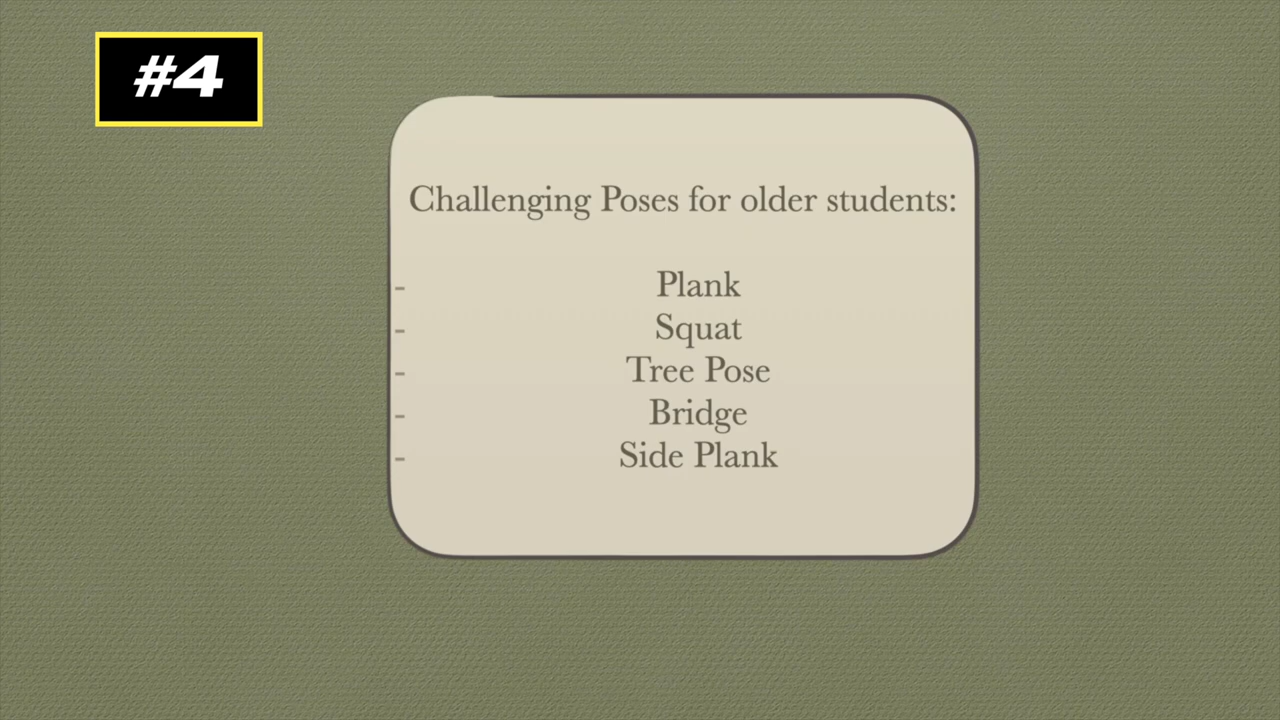 #4
Challenging Poses for older students:
- Plank
- Squat
- Tree Pose
- Bridge
- Side Plank